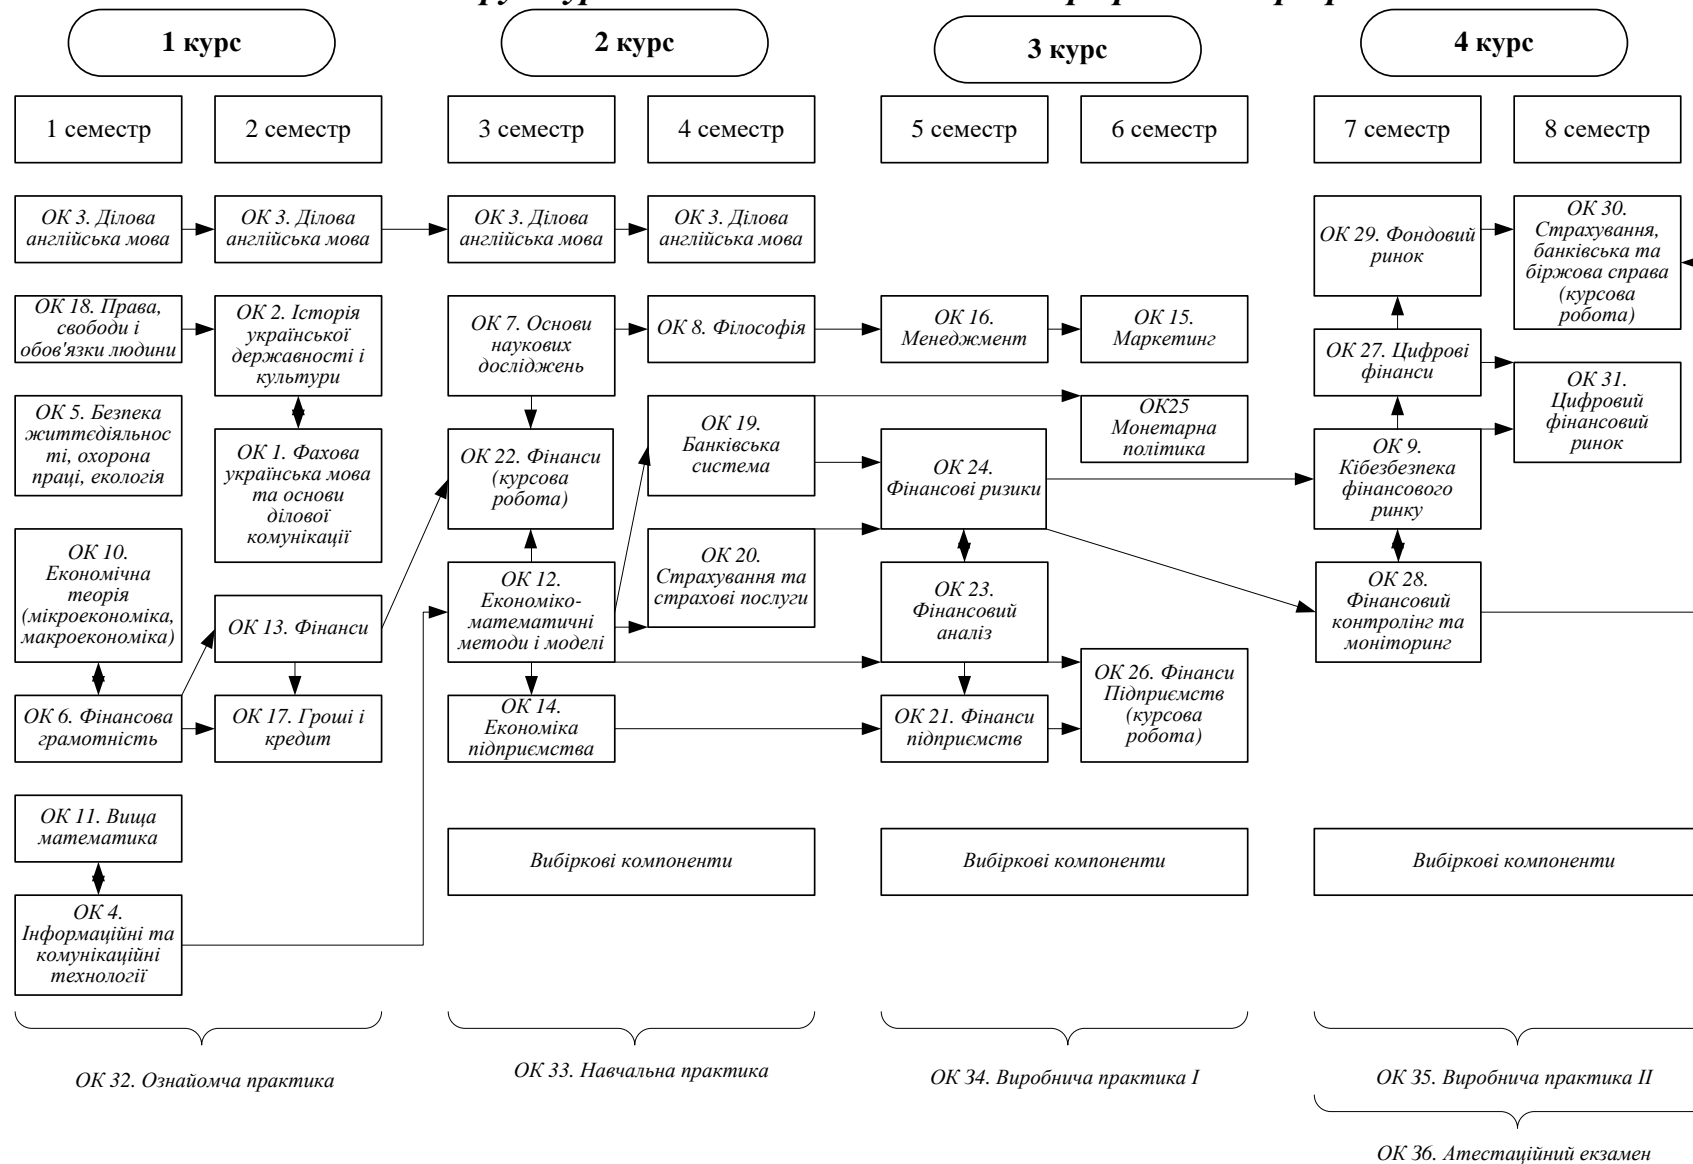 1 курс
2 курс
3 курс
4 курс
1 семестр
2 семестр
3 семестр
4 семестр
5 семестр
6 семестр
7 семестр
8 семестр
ОК 3. Ділова
англійська мова
ОК 18. Права,
свободи і
обов'язки людини
ОК 5. Безпека
життєдіяльнос
ті, охорона
праці, екологія
ОК 10.
Економічна
теорія
(мікроекономіка,
макроекономіка)
ОК 6. Фінансова
грамотність
ОК 11. Вища
математика
ОК 4.
Інформаційні та
комунікаційні
технології
ОК 3. Ділова
англійська мова
ОК 2. Історія
української
державності і
культури
ОК 1. Фахова
українська мова
та основи
ділової
комунікації
ОК 13. Фінанси
ОК 17. Гроші і
кредит
ОК 3. Ділова
англійська мова
ОК 7. Основи
наукових
досліджень
ОК 22. Фінанси
(курсова
робота)
ОК 12.
Економіко-
математичні
методи і моделі
ОК 14.
Економіка
підприємства
ОК 3. Ділова
англійська мова
ОК 8. Філософія
ОК 19.
Банківська
система
ОК 20.
Страхування та
страхові послуги
Вибіркові компоненти
ОК 16.
Менеджмент
ОК 24.
Фінансові ризики
ОК 23.
Фінансовий
аналіз
ОК 21. Фінанси
підприємств
ОК 15.
Маркетинг
ОК25
Монетарна
політика
ОК 26. Фінанси
Підприємств
(курсова
робота)
Вибіркові компоненти
ОК 29. Фондовий
ринок
ОК 27. Цифрові
фінанси
ОК 9.
Кібезбезпека
фінансового
ринку
ОК 28.
Фінансовий
контролінг та
моніторинг
ОК 30.
Страхування,
банківська та
біржова справа
(курсова
робота)
ОК 31.
Цифровий
фінансовий
ринок
Вибіркові компоненти
ОК 32. Ознайомча практика
ОК 33. Навчальна практика
ОК 34. Виробнича практика І
ОК 35. Виробнича практика ІІ
ОК 36. Атестаційний екзамен